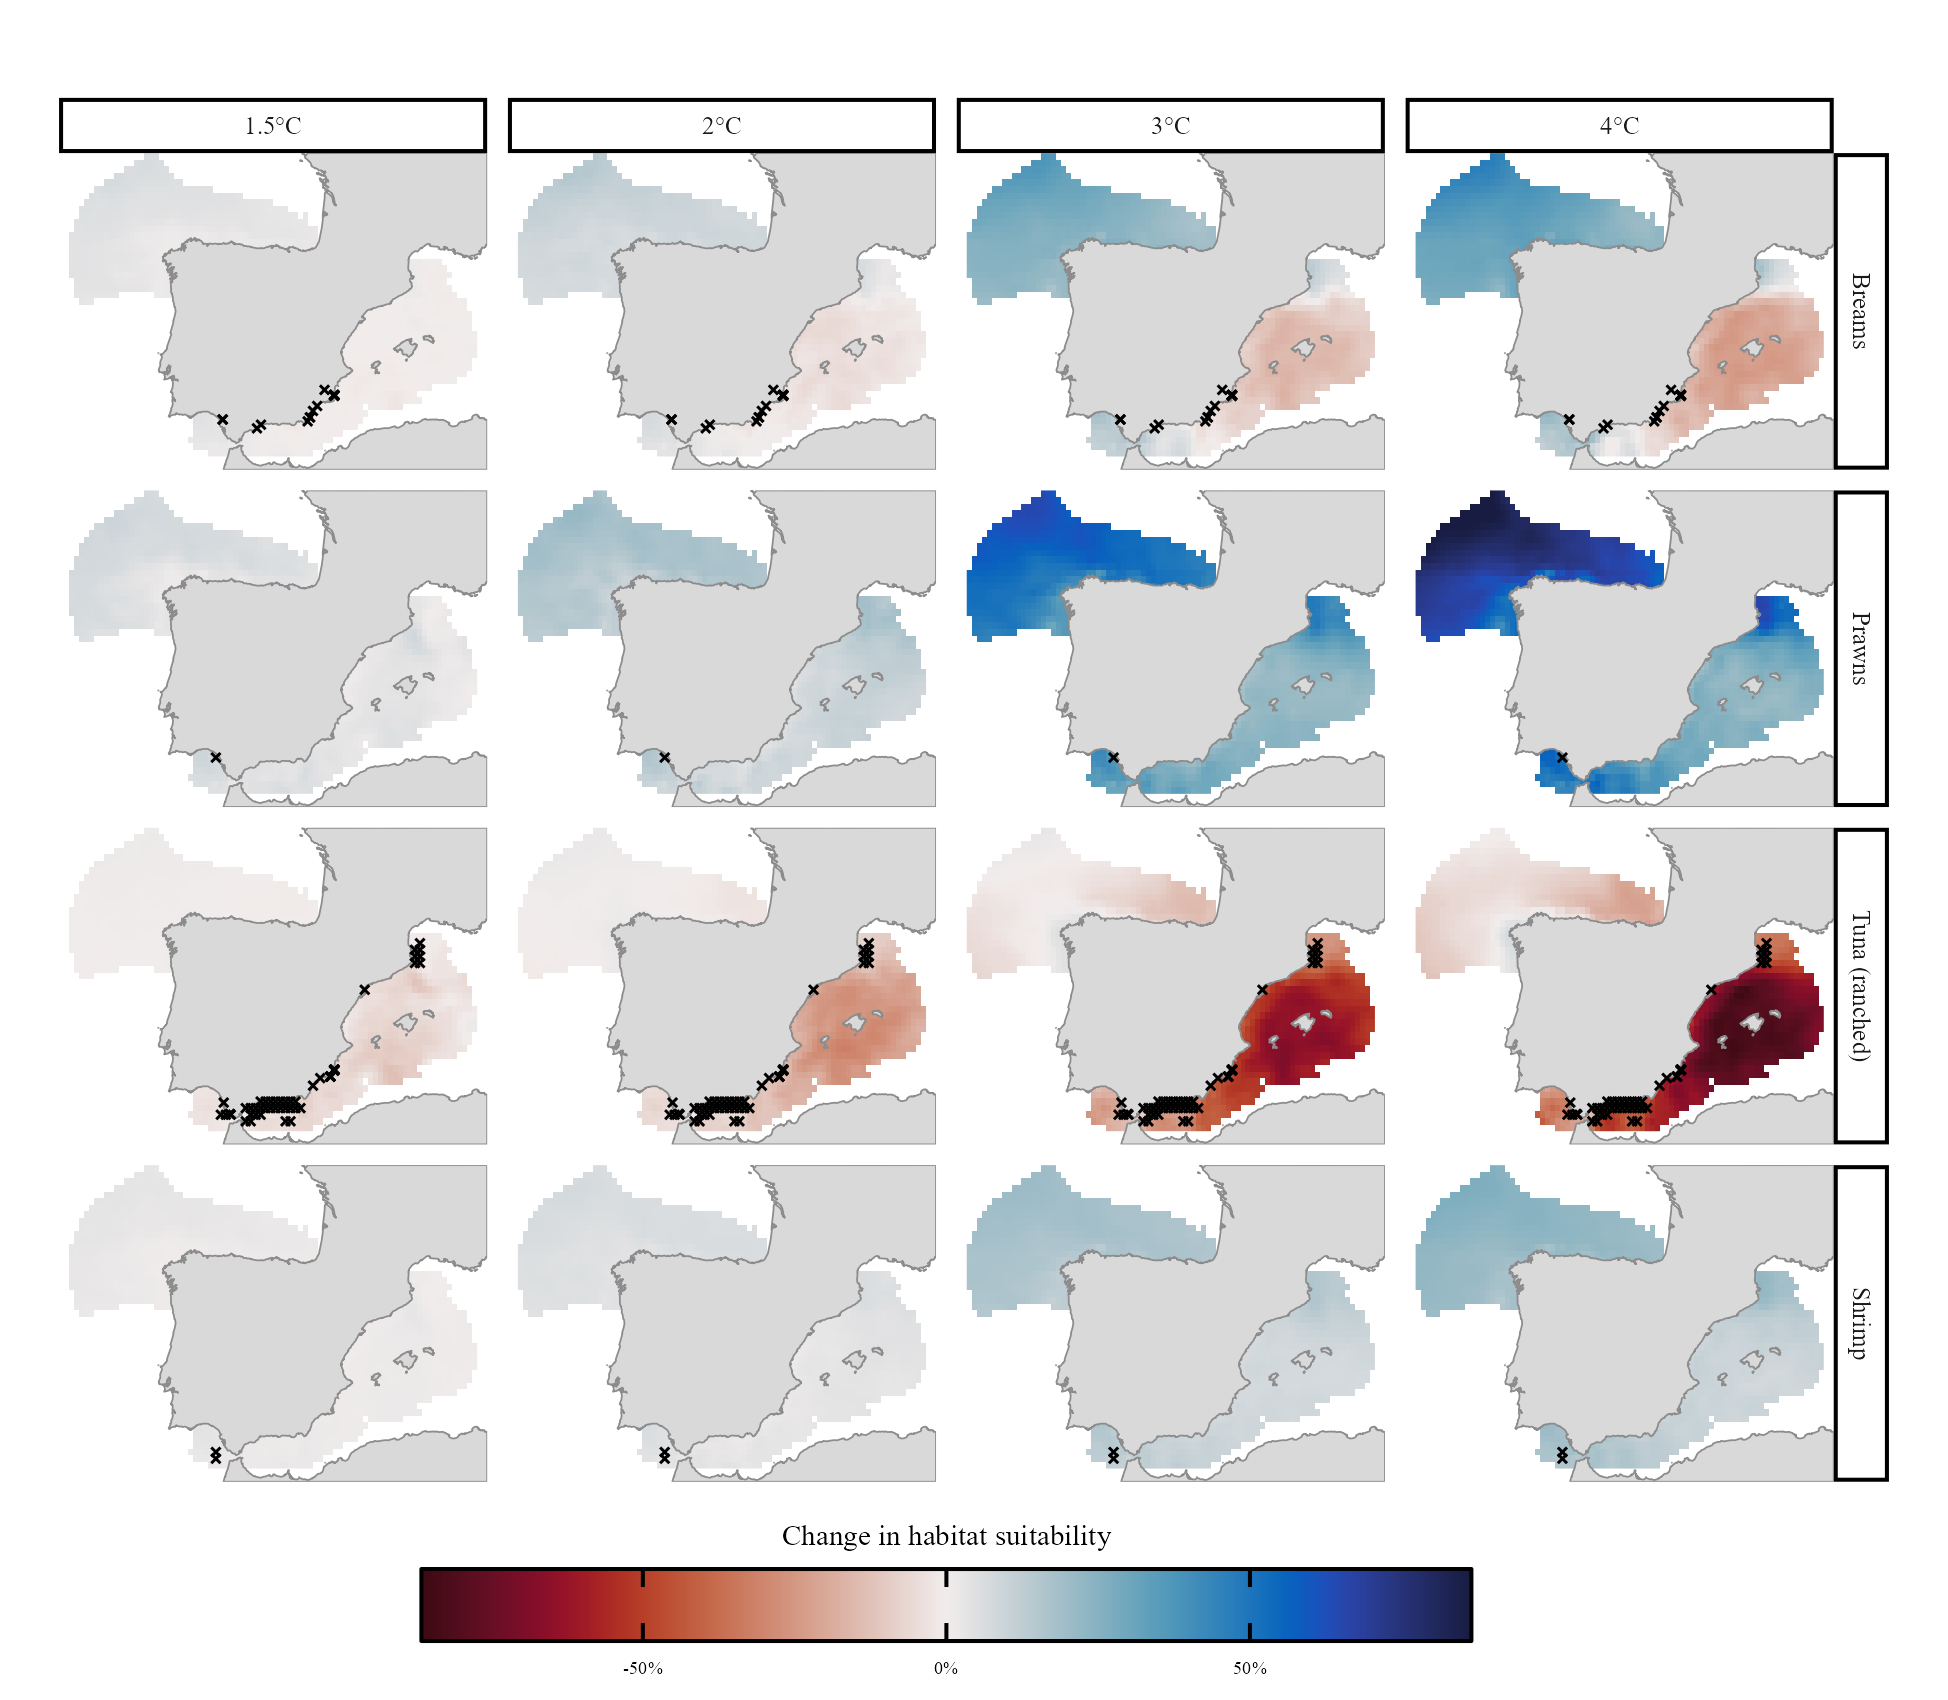 1.5°C
2°C
3°C
4°C
Breams
Prawns
Tuna (ranched)
Shrimp
Change in habitat suitability
-50%
0%
50%